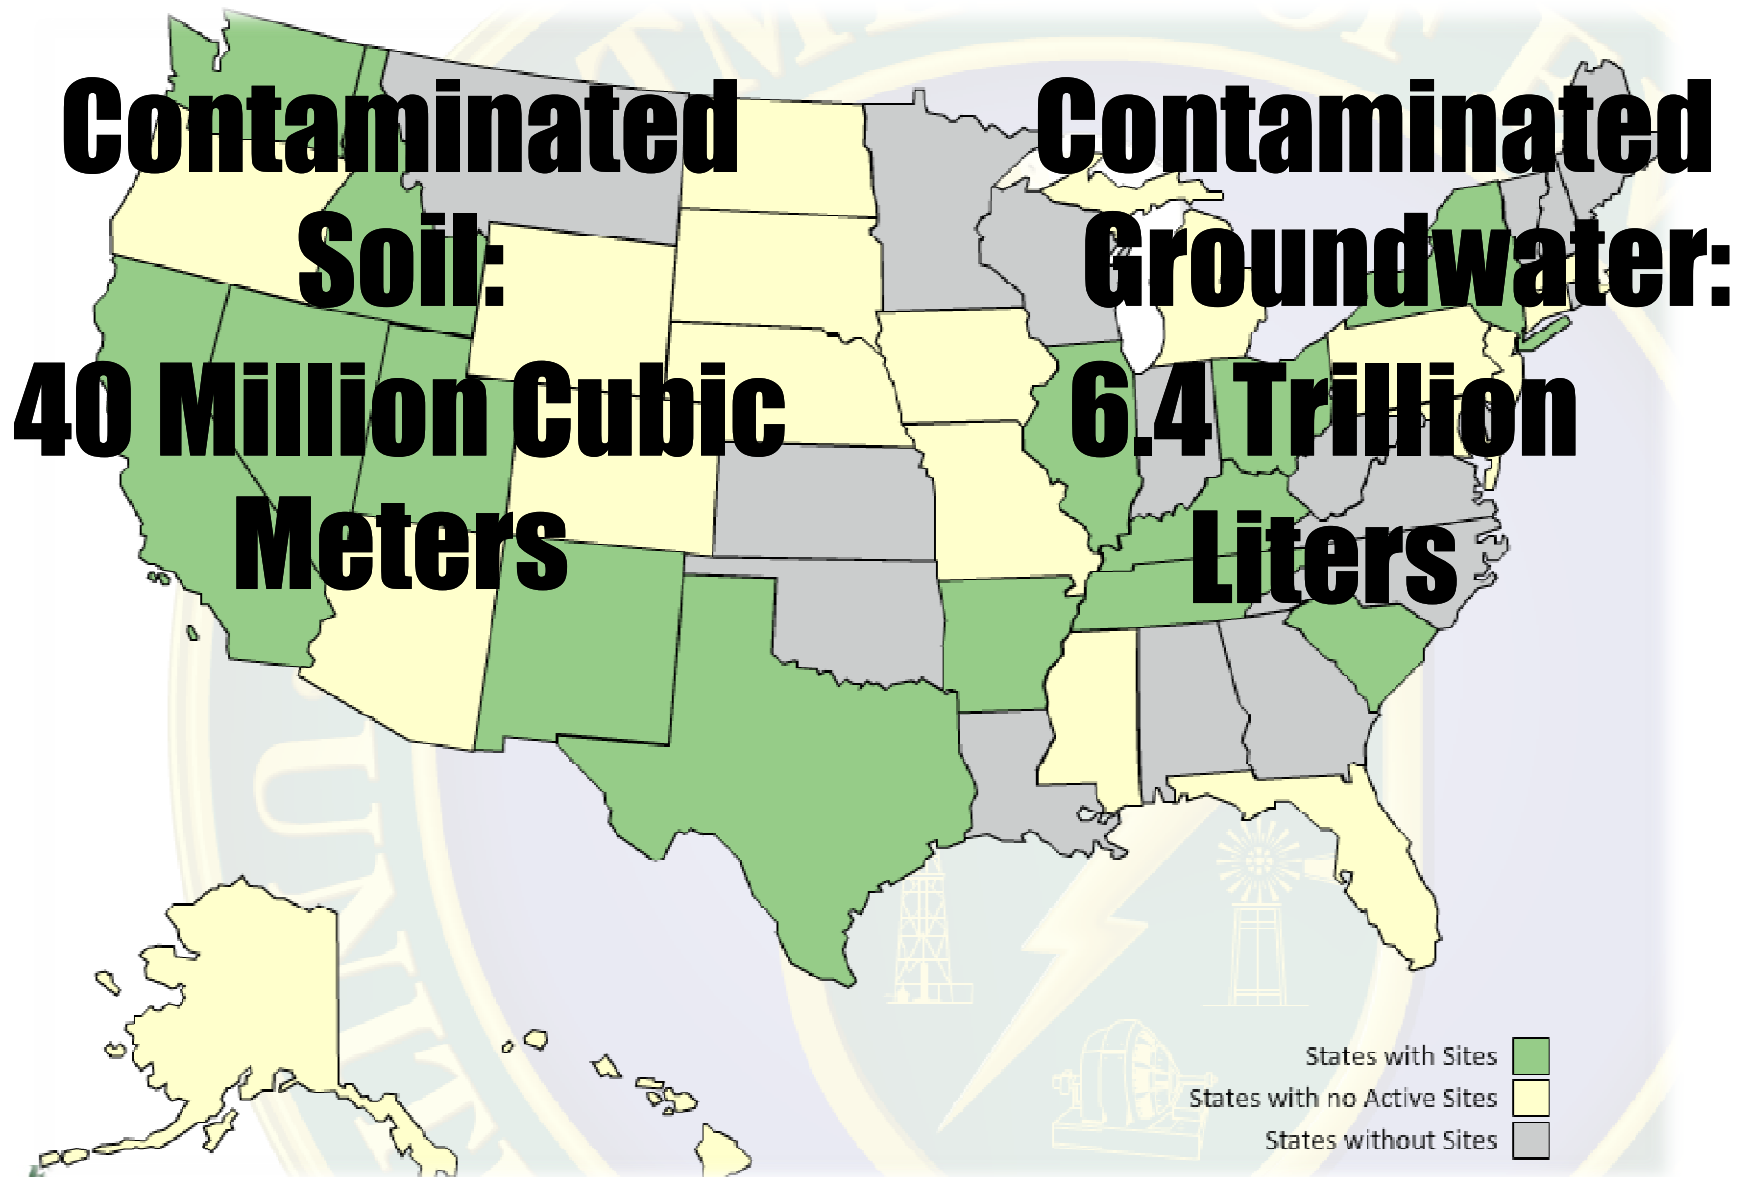 Contaminated
Soil:
40 Million Cubic
Meters
Contaminated
Groundwater:
6.4 Trillion
Liters
States with Sites
States with no Active Sites
States without Sites